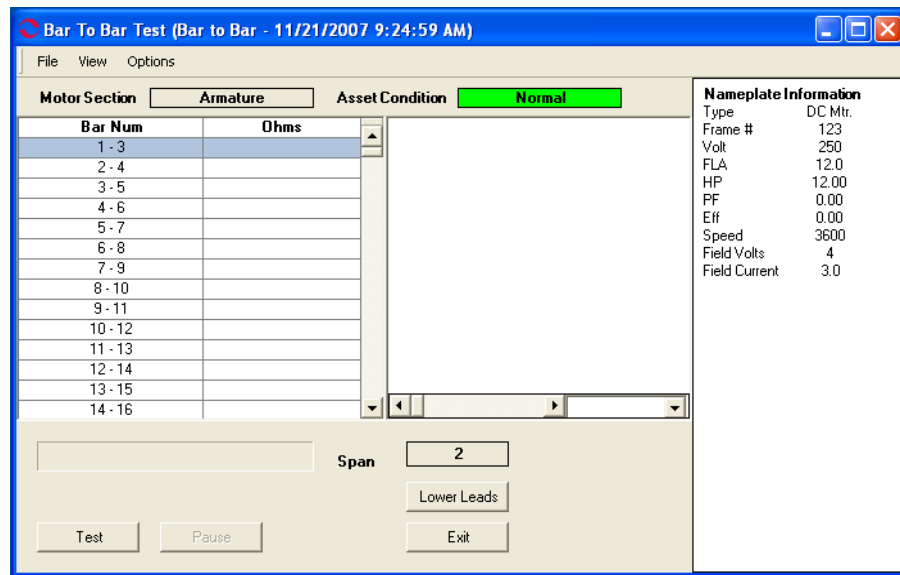 Bar To Bar Test (Bar to Bar - 11/21/2007 9:24:59 AM)
File View Options
Motor Section Armature Asset Condition Normal
Bar Num Ohms
1 - 3
2 - 4
3 - 5
4 - 6
5 - 7
6 - 8
7 - 9
8 - 10
9 - 11
10 - 12
11 - 13
12 - 14
13 - 15
14 - 16
Span 2
Lower Leads
Test Pause Exit
Nameplate Information
Type DC Mtr.
Frame # 123
Volt 250
FLA 12.0
HP 12.00
PF 0.00
Eff 0.00
Speed 3600
Field Volts 4
Field Current 3.0